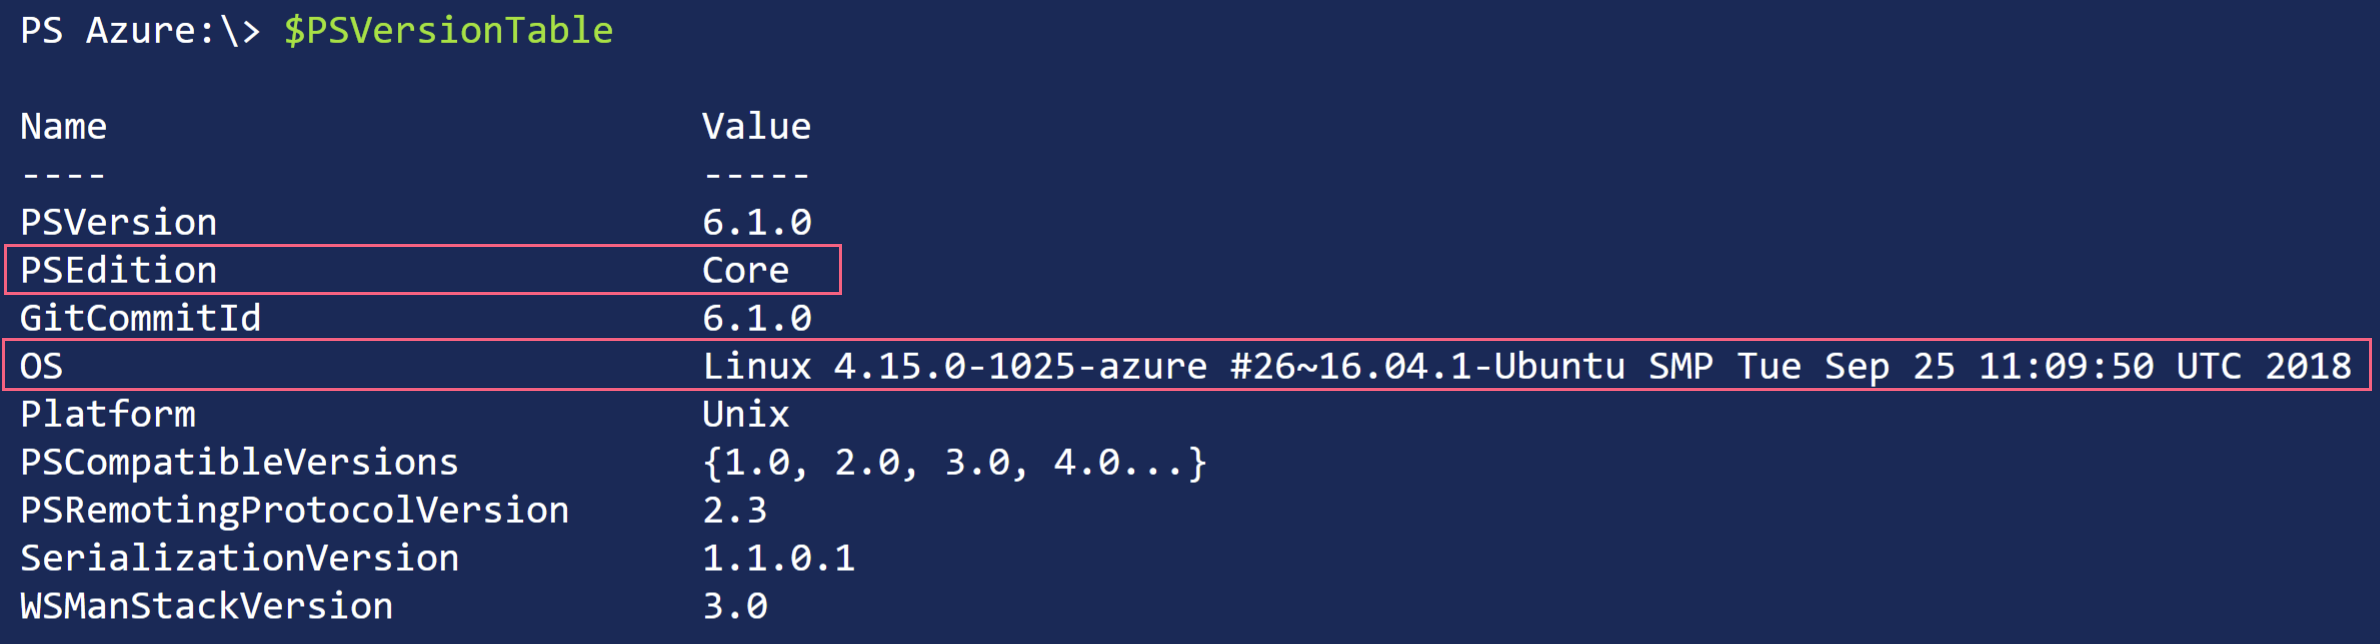 PS Azure:\> $PSVersionTable
Name Value
---- -----
PSVersion 6.1.0
PSEdition Core
GitCommitId 6.1.0
OS Linux 4.15.0-1025-azure #26~16.04.1-Ubuntu SMP Tue Sep 25 11:09:50 UTC 2018
Platform Unix
PSCompatibleVersions {1.0, 2.0, 3.0, 4.0...}
PSRemotingProtocolVersion 2.3
SerializationVersion 1.1.0.1
WSManStackVersion 3.0